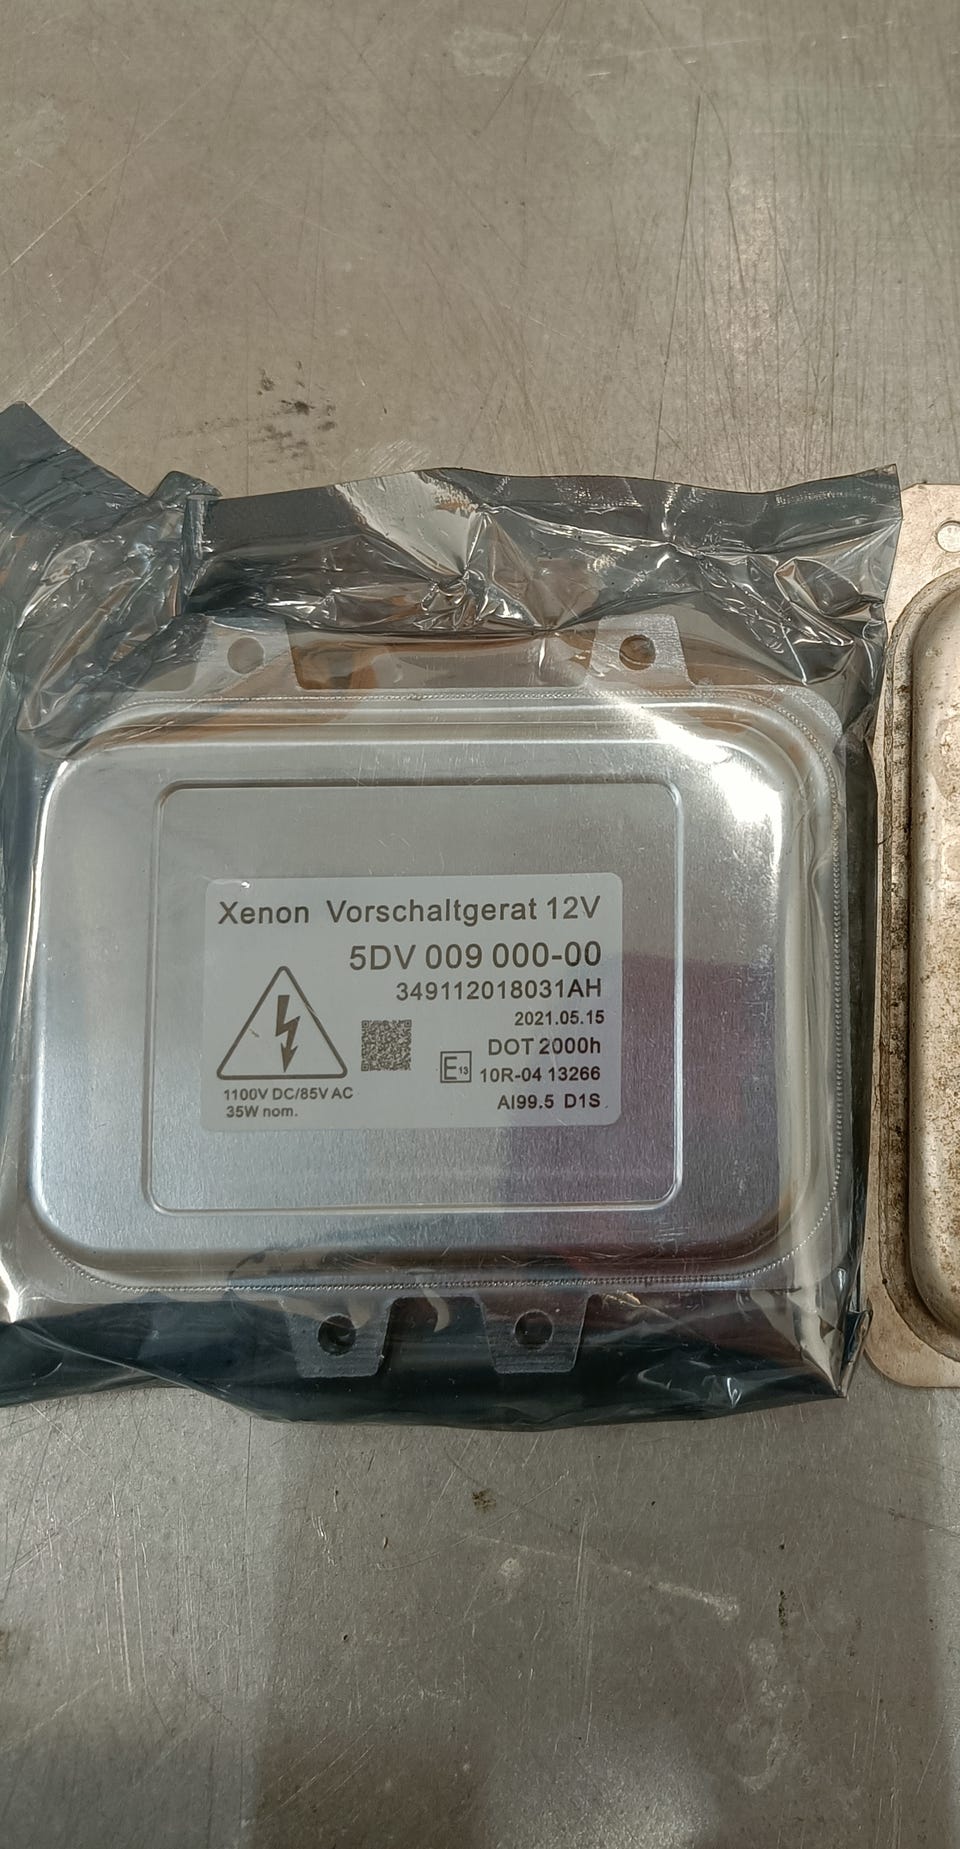 Xenon Vorschaltgerat 12V
5DV 009 000-00
349112018031AH
2021.05.15
DOT 2000h
E13 10R-04 13266
1100V DC/85V AC
35W nom.
AI99.5 D1S